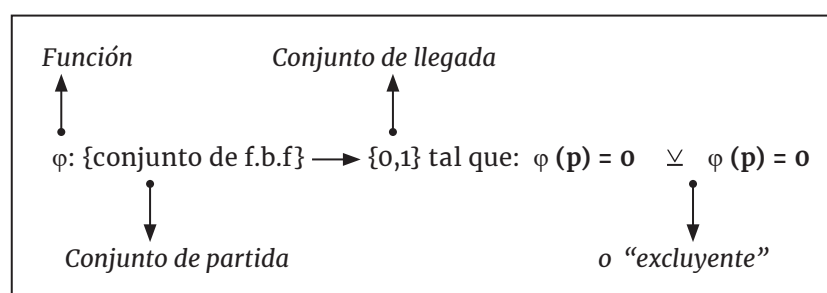 Función Conjunto de llegada
φ: {conjunto de f.b.f} → {0,1} tal que: φ (p) = 0 ⊻ φ (p) = 0
Conjunto de partida o “excluyente”